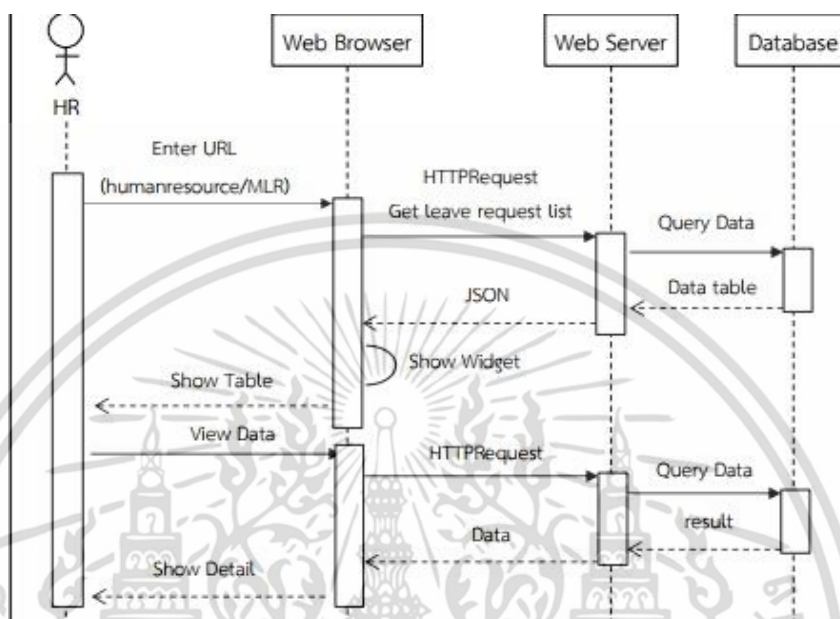 Web Browser
Web Server
Database
HR
Enter URL
(humanresource/MLR)
HTTPRequest
Get leave request list
Query Data
Data table
JSON
Show Widget
Show Table
View Data
HTTPRequest
Query Data
result
Data
Show Detail